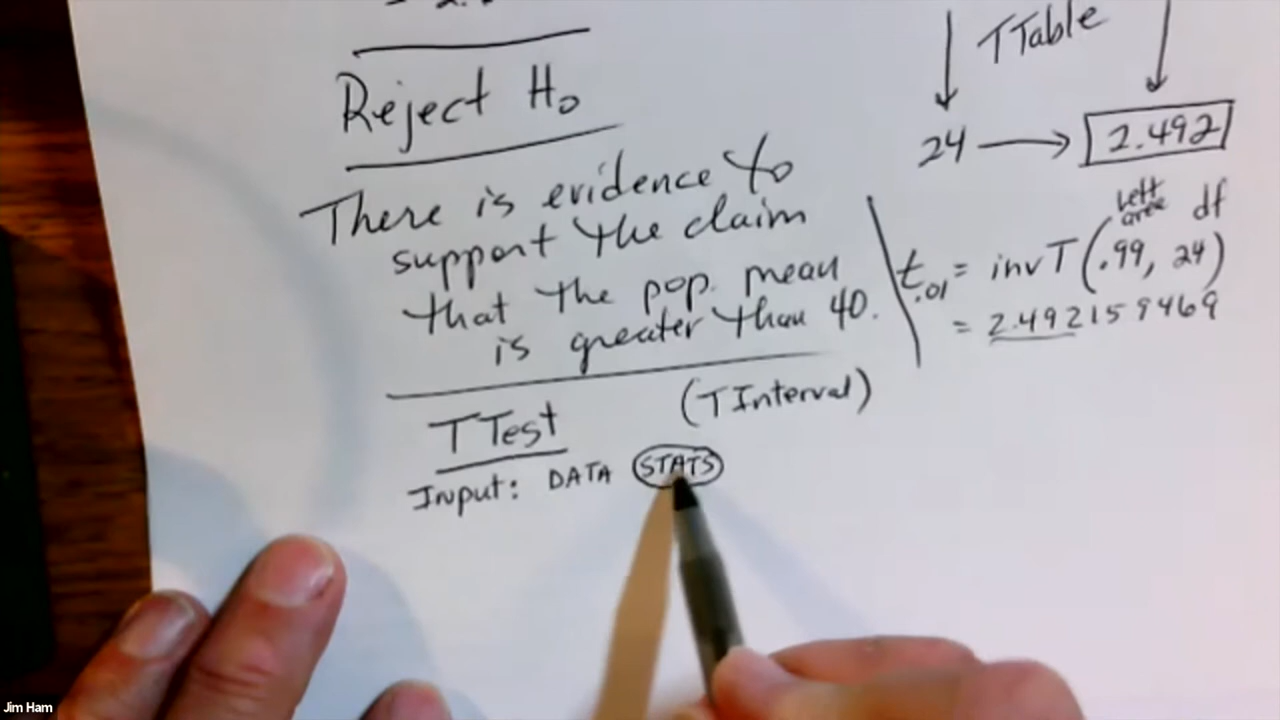 Reject H₀
There is evidence to
support the claim
that the pop. mean
is greater than 40.
TTest (TInterval)
Input: DATA STATS
TTable
24 → 2.492
left area df
t.01 = invT(.99, 24)
= 2.492159469
Jim Ham